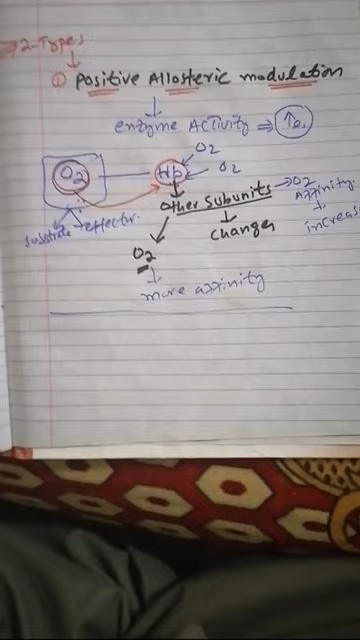 2-Types
① Positive Allosteric modulation
enzyme Activity ⇒ ↑es
O2
O2 Hb O2
Other Subunits → O2 Affinity
substrate effector. changes increas
O2
more affinity